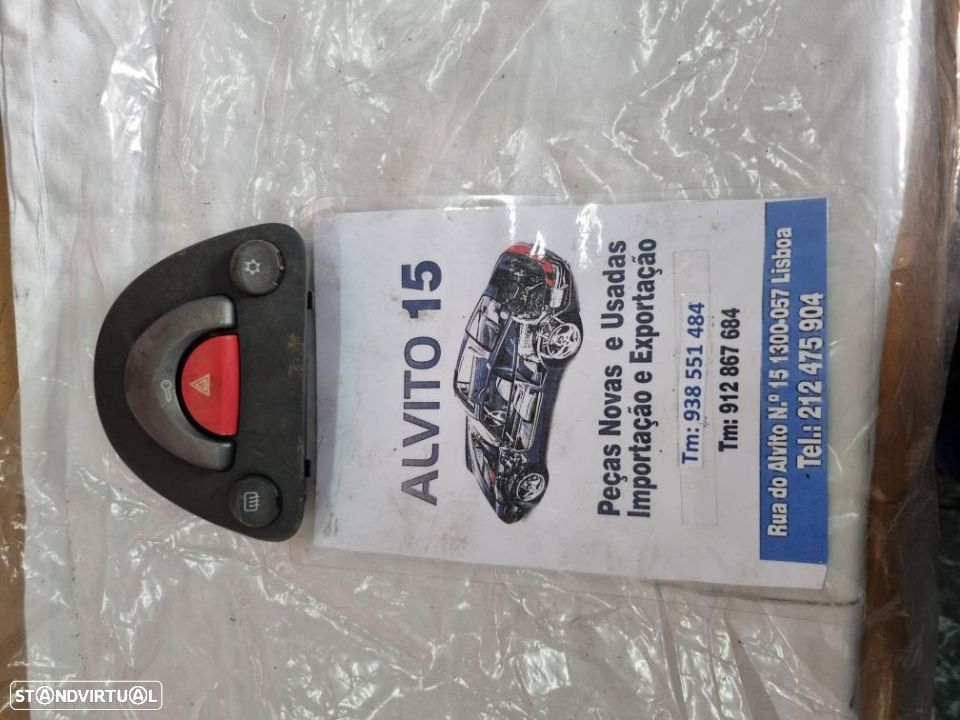 ALVITO 15
Peças Novas e Usadas
Importação e Exportação
Tm: 938 551 484
Tm: 912 867 684
Rua do Alvito N.º 15 1300-057 Lisboa
Tel.: 212 475 904
STANDVIRTUAL